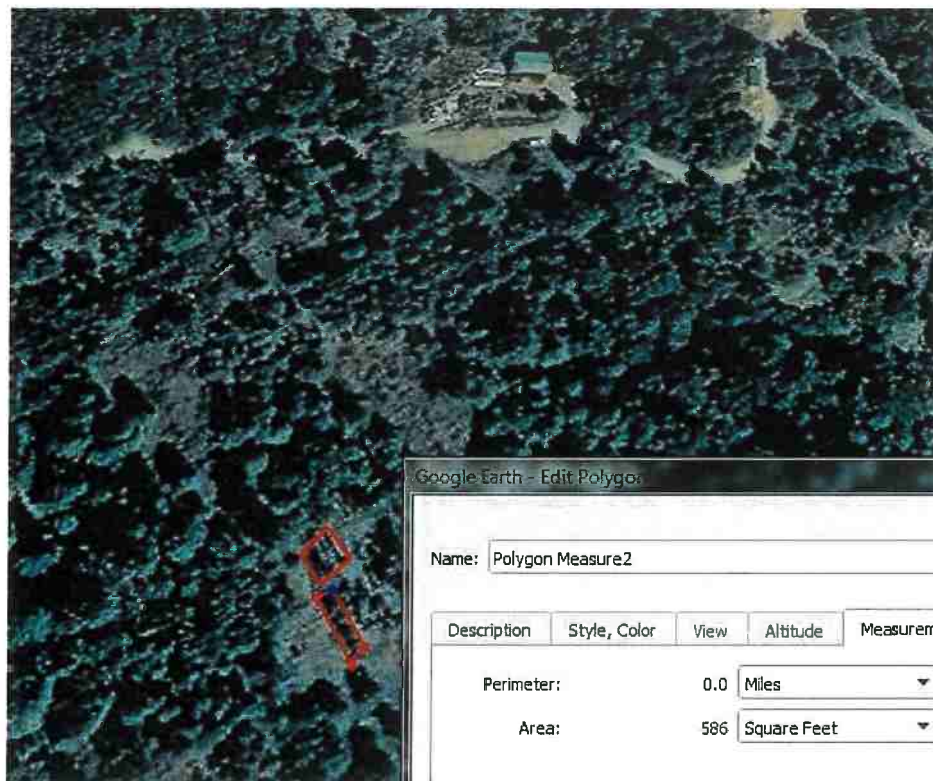 Google Earth - Edit Polygon
Name: Polygon Measure2
Description Style, Color View Altitude Measurem
Perimeter: 0.0 Miles
Area: 586 Square Feet